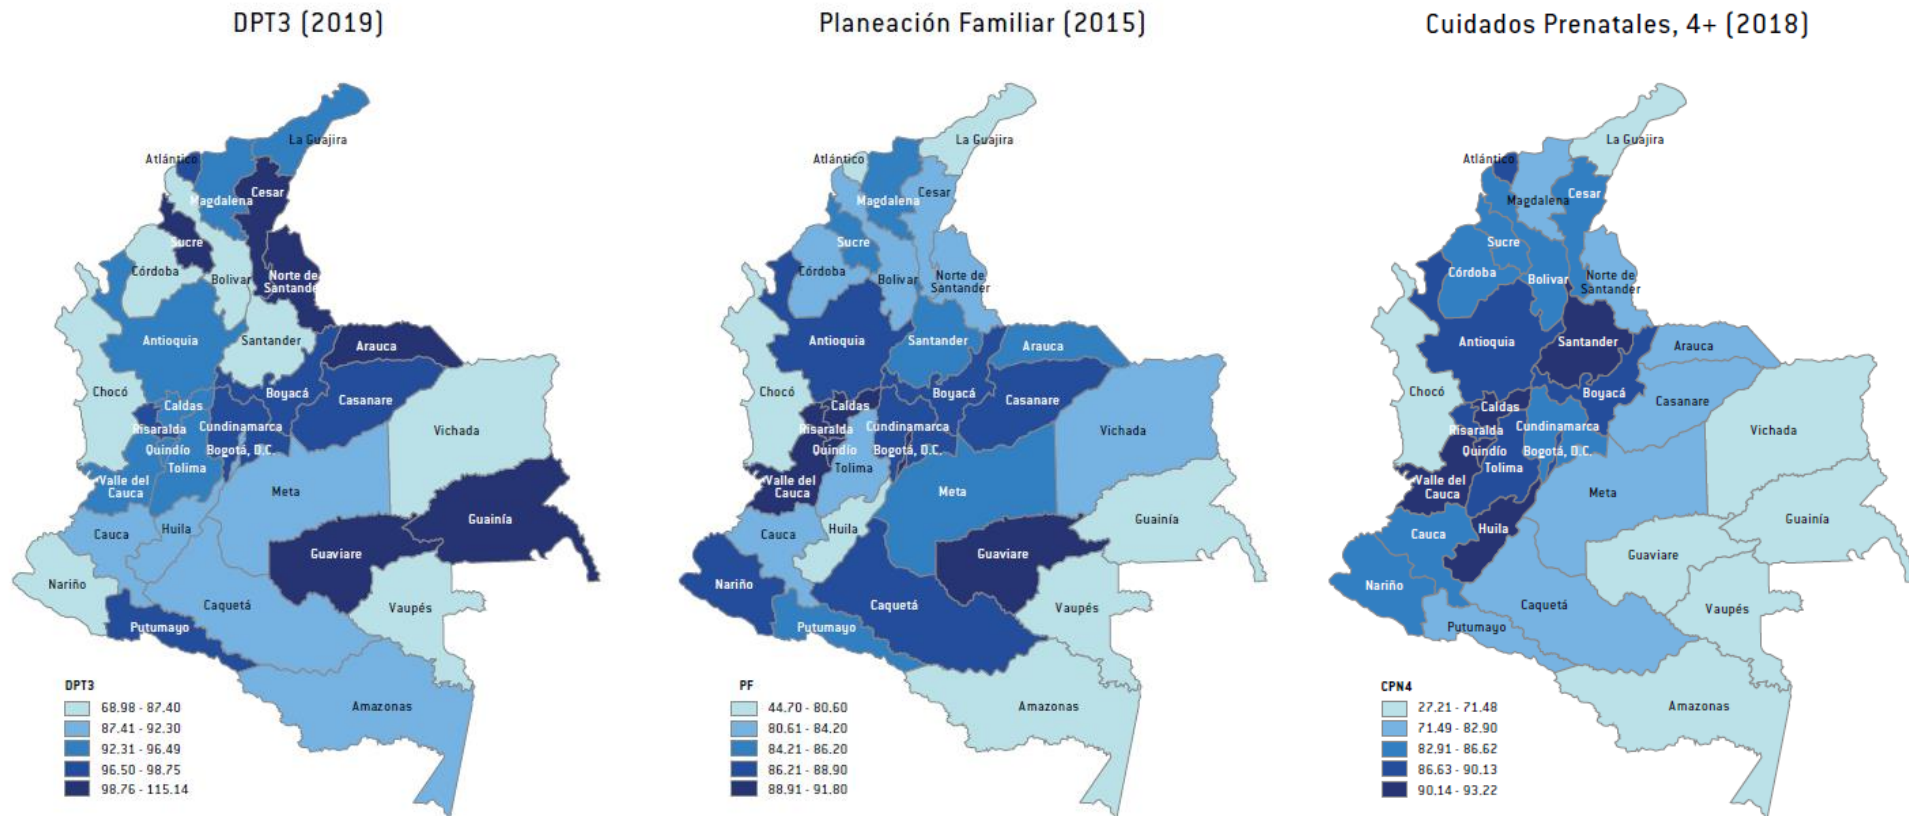 DPT3 (2019)
La Guajira
Atlántico
Cesar
Magdalena
Sucre
Córdoba
Bolivar
Norte de
Santander
Antioquia
Santander
Arauca
Chocó
Boyacá
Caldas
Casanare
Risaralda
Cundinamarca
Vichada
Quindío
Bogotá, D.C.
Tolima
Valle del
Cauca
Meta
Guainía
Cauca
Huila
Guaviare
Nariño
Caquetá
Vaupés
Putumayo
Amazonas
DPT3
68.98 - 87.40
87.41 - 92.30
92.31 - 96.49
96.50 - 98.75
98.76 - 115.14
Planeación Familiar (2015)
La Guajira
Atlántico
Cesar
Magdalena
Sucre
Córdoba
Bolivar
Norte de
Santander
Antioquia
Santander
Arauca
Chocó
Boyacá
Casanare
Caldas
Risaralda
Cundinamarca
Vichada
Quindío
Bogotá, D.C.
Tolima
Valle del
Cauca
Meta
Guainía
Huila
Cauca
Guaviare
Nariño
Caquetá
Vaupés
Putumayo
Amazonas
PF
44.70 - 80.60
80.61 - 84.20
84.21 - 86.20
86.21 - 88.90
88.91 - 91.80
Cuidados Prenatales, 4+ (2018)
La Guajira
Atlántico
Cesar
Magdalena
Sucre
Córdoba
Bolivar
Norte de
Santander
Antioquia
Santander
Arauca
Chocó
Boyacá
Casanare
Caldas
Risaralda
Cundinamarca
Vichada
Quindío
Bogotá, D.C.
Tolima
Valle del
Cauca
Meta
Guainía
Huila
Cauca
Guaviare
Nariño
Caquetá
Vaupés
Putumayo
Amazonas
CPN4
27.21 - 71.48
71.49 - 82.90
82.91 - 86.62
86.63 - 90.13
90.14 - 93.22